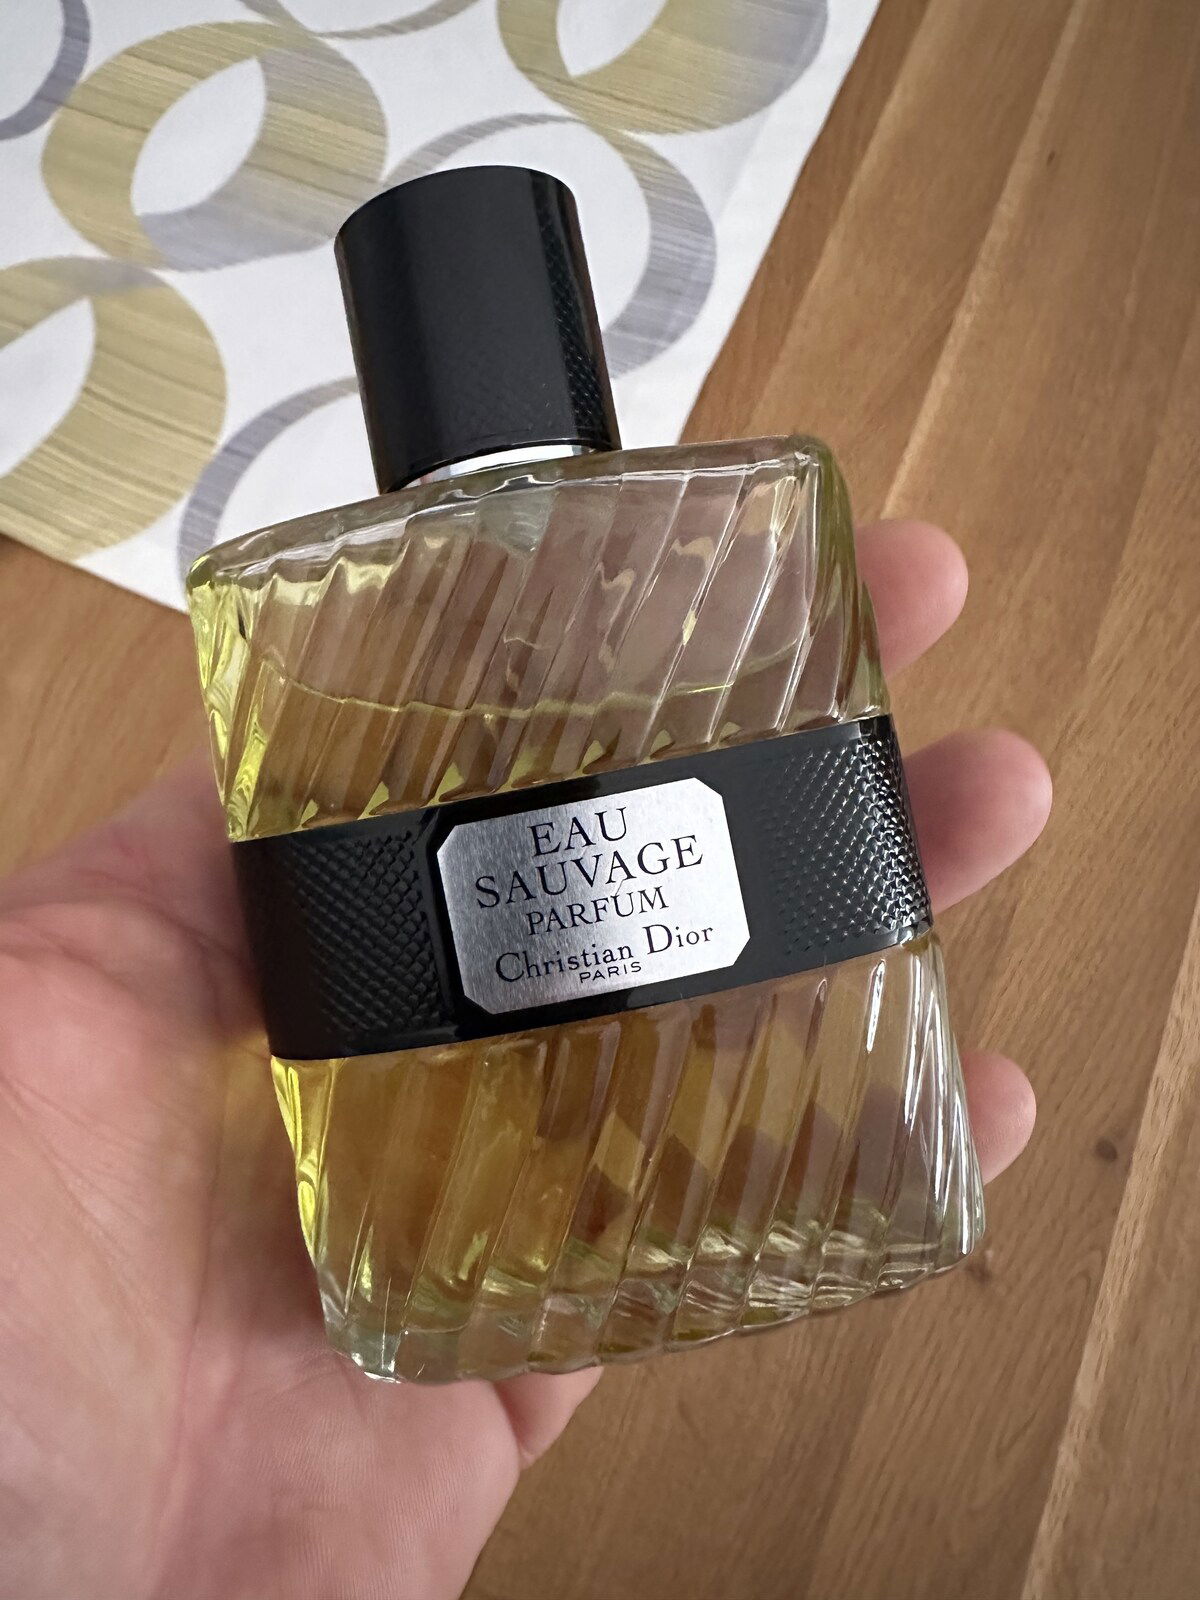 EAU
SAUVAGE
PARFUM
Christian Dior
PARIS